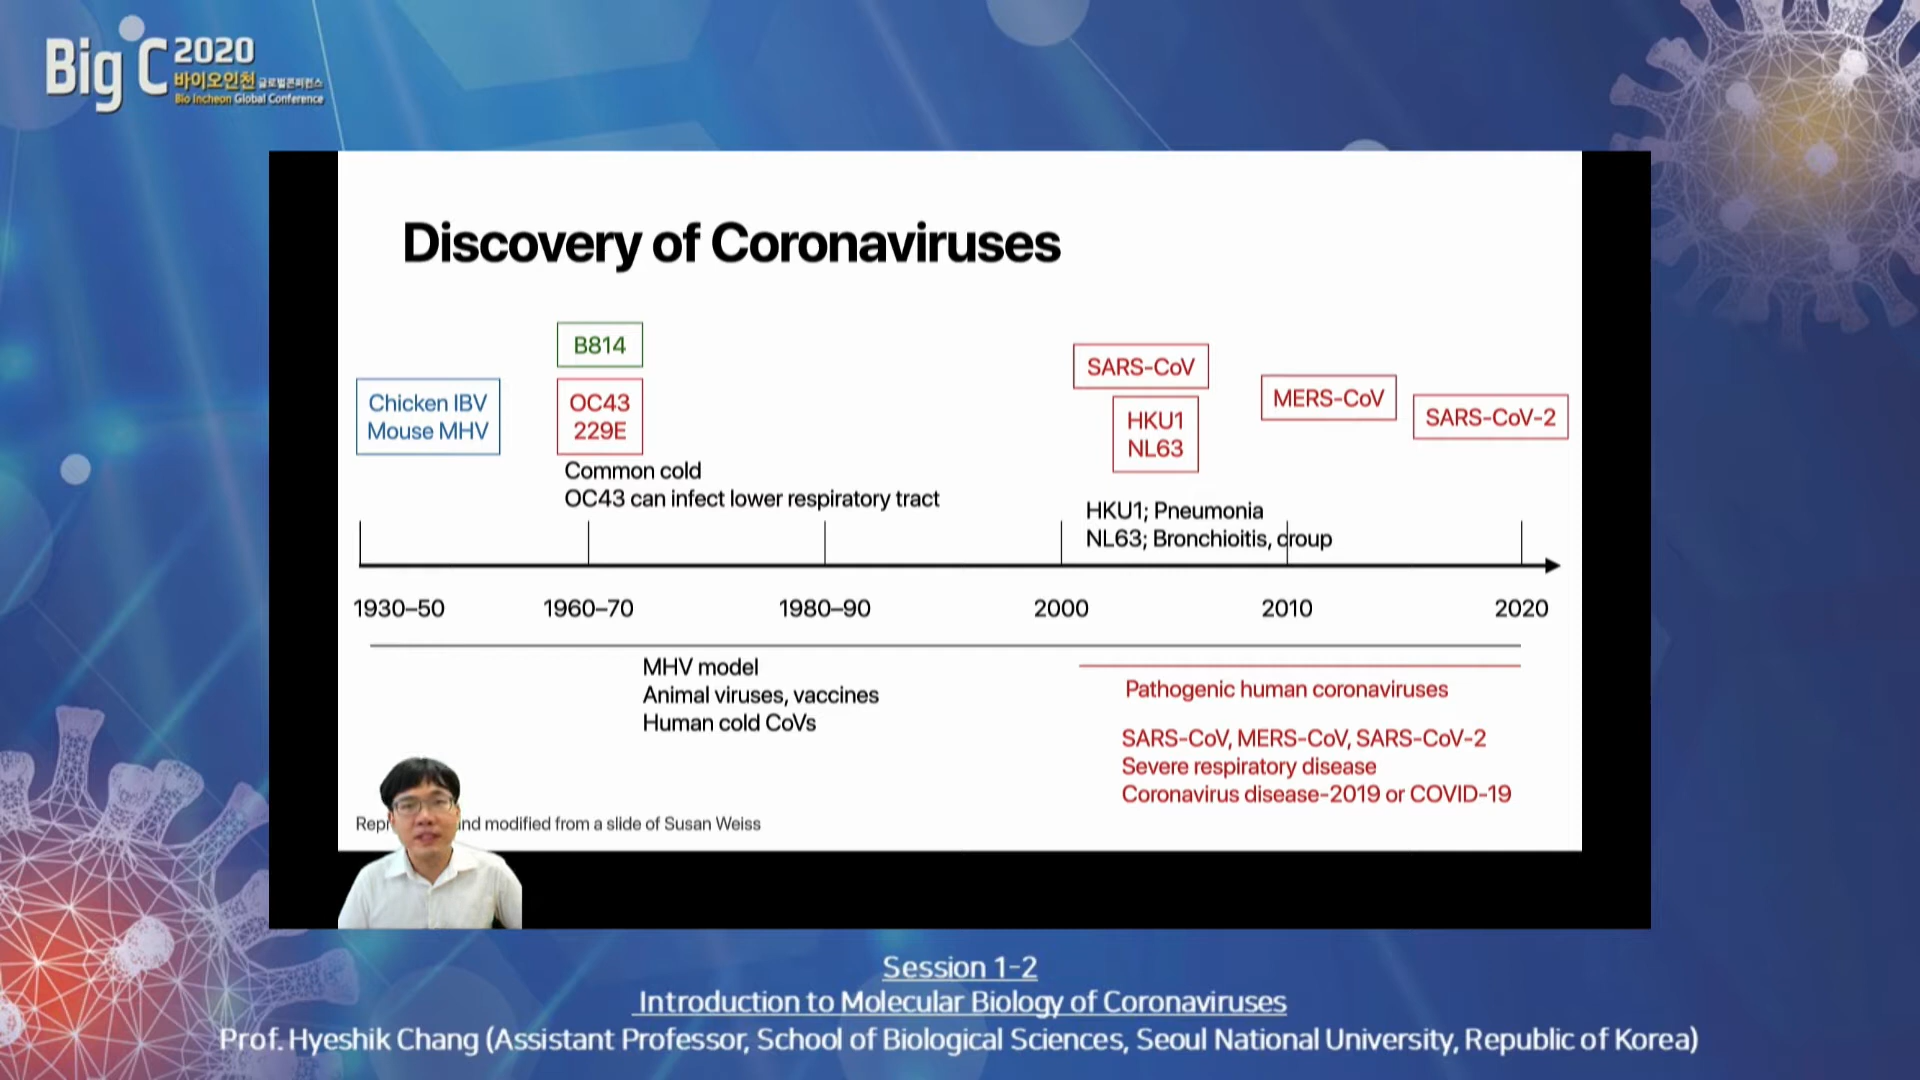 Big C 2020
바이오인천 글로벌콘퍼런스
Bio Incheon Global Conference
Discovery of Coronaviruses
B814
Chicken IBV
Mouse MHV
OC43
229E
SARS-CoV
HKU1
NL63
MERS-CoV
SARS-CoV-2
Common cold
OC43 can infect lower respiratory tract
HKU1; Pneumonia
NL63; Bronchioitis, croup
1930–50 1960–70 1980–90 2000 2010 2020
MHV model
Animal viruses, vaccines
Human cold CoVs
Pathogenic human coronaviruses
SARS-CoV, MERS-CoV, SARS-CoV-2
Severe respiratory disease
Coronavirus disease-2019 or COVID-19
modified from a slide of Susan Weiss
Session 1-2
Introduction to Molecular Biology of Coronaviruses
Prof. Hyeshik Chang (Assistant Professor, School of Biological Sciences, Seoul National University, Republic of Korea)